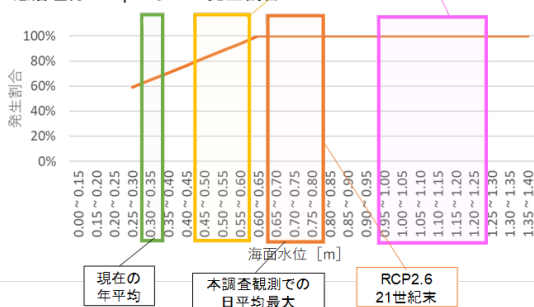 100%
80%
60%
40%
20%
0%
発生割合
0.00 ~ 0.15
0.15 ~ 0.20
0.20 ~ 0.25
0.25 ~ 0.30
0.30 ~ 0.35
0.35 ~ 0.40
0.40 ~ 0.45
0.45 ~ 0.50
0.50 ~ 0.55
0.55 ~ 0.60
0.60 ~ 0.65
0.65 ~ 0.70
0.70 ~ 0.75
0.75 ~ 0.80
0.80 ~ 0.85
0.85 ~ 0.90
0.90 ~ 0.95
0.95 ~ 1.00
1.00 ~ 1.05
1.05 ~ 1.10
1.10 ~ 1.15
1.15 ~ 1.20
1.20 ~ 1.25
1.25 ~ 1.30
1.30 ~ 1.35
1.35 ~ 1.40
海面水位［m］
現在の
年平均
本調査観測での
日平均最大
RCP2.6
21世紀末